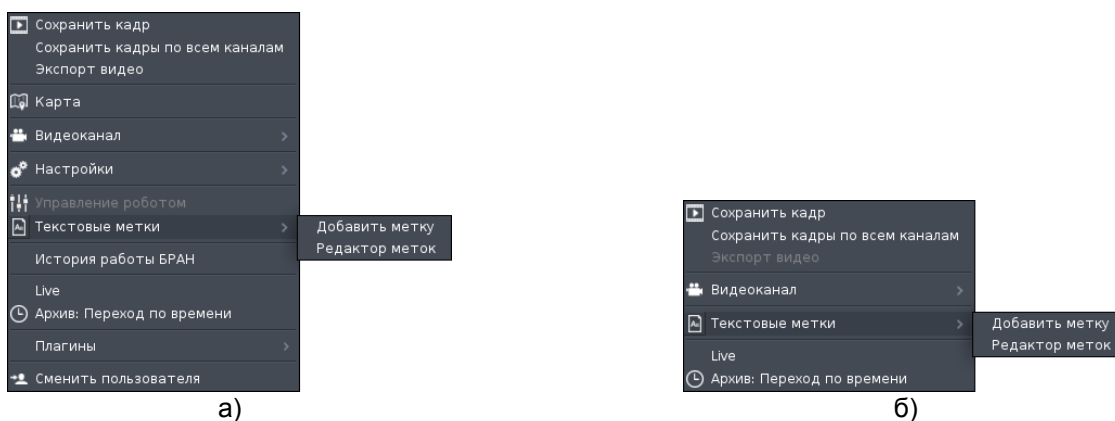 Сохранить кадр
Сохранить кадры по всем каналам
Экспорт видео
Карта
Видеоканал
Настройки
Управление роботом
Текстовые метки
Добавить метку
Редактор меток
История работы БРАН
Live
Архив: Переход по времени
Плагины
Сменить пользователя
а)
Сохранить кадр
Сохранить кадры по всем каналам
Экспорт видео
Видеоканал
Текстовые метки
Добавить метку
Редактор меток
Live
Архив: Переход по времени
б)